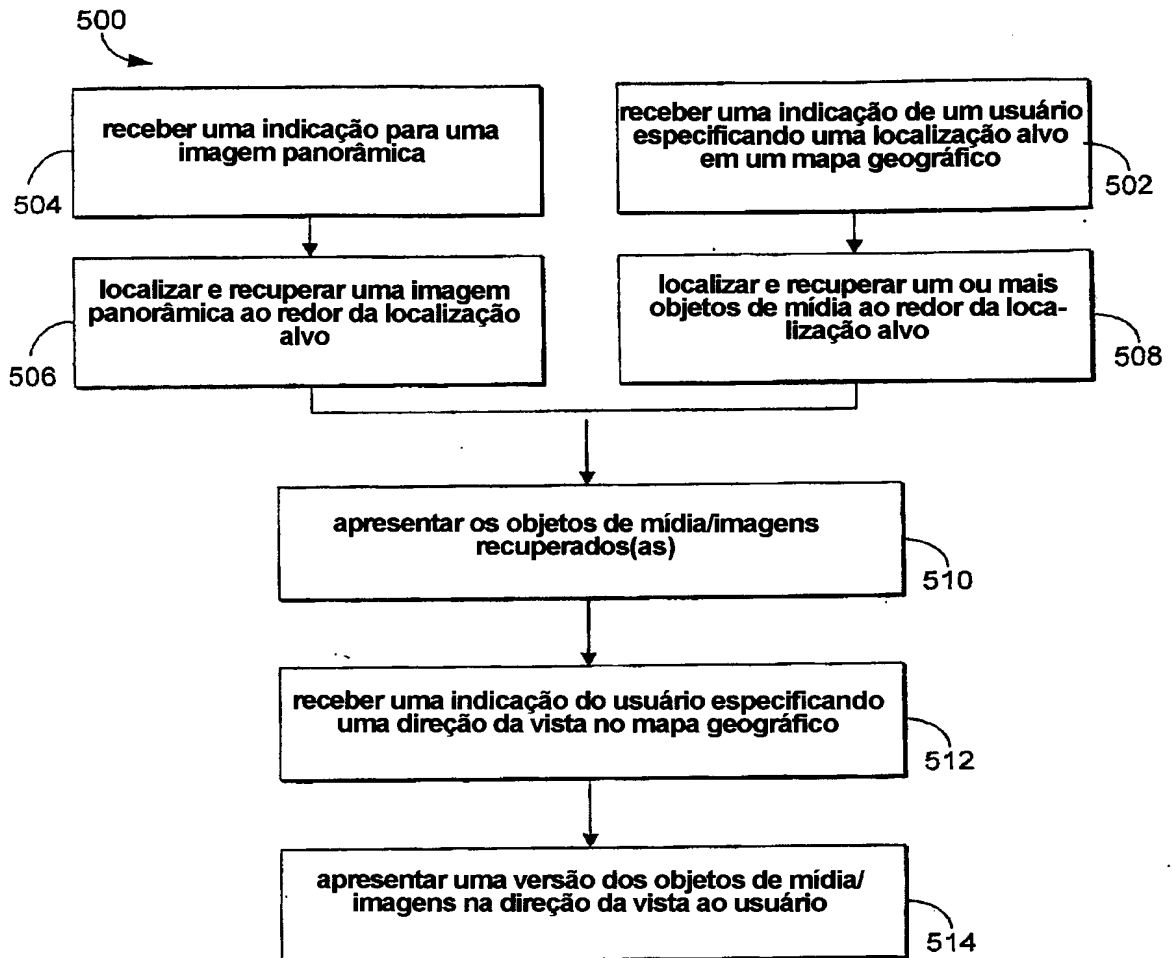 500
receber uma indicação para uma
imagem panorâmica
504
receber uma indicação de um usuário
especificando uma localização alvo
em um mapa geográfico
502
localizar e recuperar uma imagem
panorâmica ao redor da localização
alvo
506
localizar e recuperar um ou mais
objetos de mídia ao redor da loca-
lização alvo
508
apresentar os objetos de mídia/imagens
recuperados(as)
510
receber uma indicação do usuário especificando
uma direção da vista no mapa geográfico
512
apresentar uma versão dos objetos de mídia/
imagens na direção da vista ao usuário
514